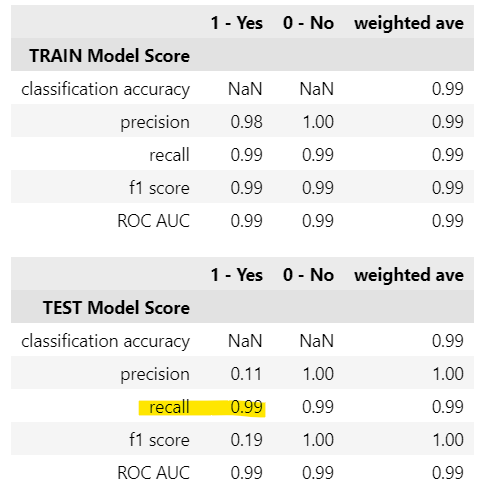 1 - Yes 0 - No weighted ave
TRAIN Model Score
classification accuracy NaN NaN 0.99
precision 0.98 1.00 0.99
recall 0.99 0.99 0.99
f1 score 0.99 0.99 0.99
ROC AUC 0.99 0.99 0.99
1 - Yes 0 - No weighted ave
TEST Model Score
classification accuracy NaN NaN 0.99
precision 0.11 1.00 1.00
recall 0.99 0.99 0.99
f1 score 0.19 1.00 1.00
ROC AUC 0.99 0.99 0.99